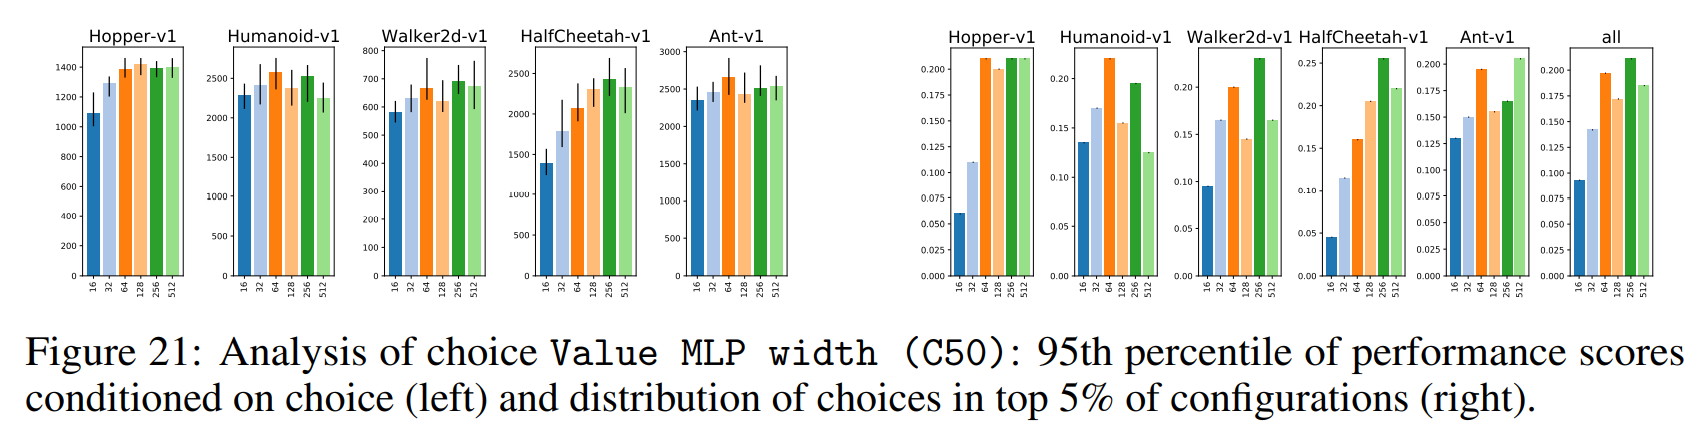 Hopper-v1 Humanoid-v1 Walker2d-v1 HalfCheetah-v1 Ant-v1
1400 1200 1000 800 600 400 200 0
16 32 64 128 256 512
2500 2000 1500 1000 500 0
16 32 64 128 256 512
800 700 600 500 400 300 200 100 0
16 32 64 128 256 512
2500 2000 1500 1000 500 0
16 32 64 128 256 512
3000 2500 2000 1500 1000 500 0
16 32 64 128 256 512
Hopper-v1 Humanoid-v1 Walker2d-v1 HalfCheetah-v1 Ant-v1 all
0.200 0.175 0.150 0.125 0.100 0.075 0.050 0.025 0.000
16 32 64 128 256 512
0.20 0.15 0.10 0.05 0.00
16 32 64 128 256 512
0.20 0.15 0.10 0.05 0.00
16 32 64 128 256 512
0.25 0.20 0.15 0.10 0.05 0.00
16 32 64 128 256 512
0.200 0.175 0.150 0.125 0.100 0.075 0.050 0.025 0.000
16 32 64 128 256 512
0.200 0.175 0.150 0.125 0.100 0.075 0.050 0.025 0.000
16 32 64 128 256 512
Figure 21: Analysis of choice Value MLP width (C50): 95th percentile of performance scores
conditioned on choice (left) and distribution of choices in top 5% of configurations (right).